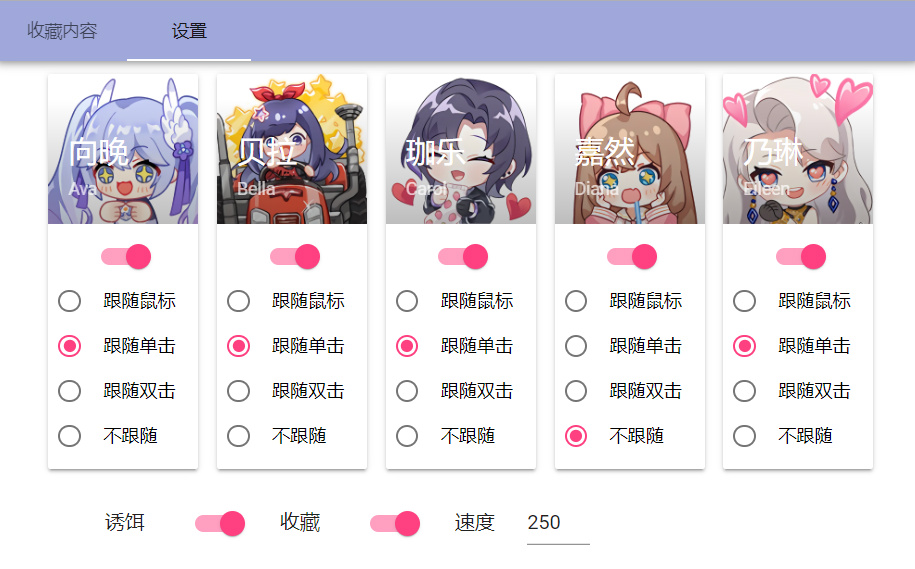 收藏内容
设置
向晚
Ava
贝拉
Bella
珈乐
Carol
嘉然
Diana
乃琳
Eileen
跟随鼠标
跟随单击
跟随双击
不跟随
跟随鼠标
跟随单击
跟随双击
不跟随
跟随鼠标
跟随单击
跟随双击
不跟随
跟随鼠标
跟随单击
跟随双击
不跟随
跟随鼠标
跟随单击
跟随双击
不跟随
诱饵 收藏 速度 250